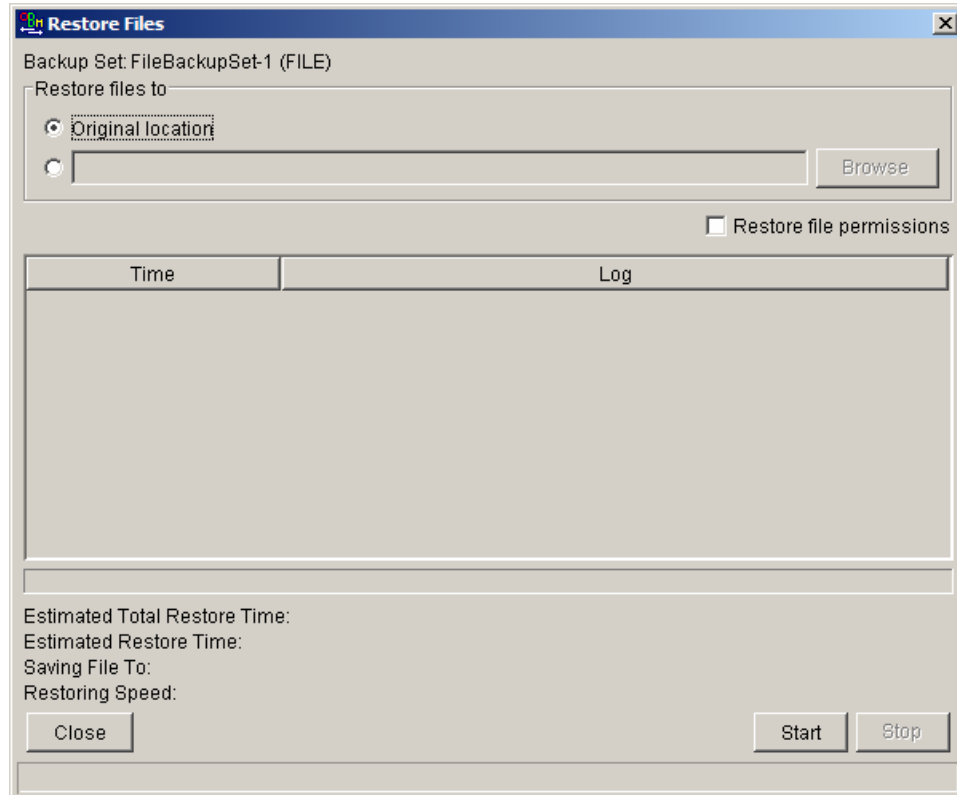 OBM Restore Files
Backup Set: FileBackupSet-1 (FILE)
Restore files to
Original location
Browse
Restore file permissions
Time Log
Estimated Total Restore Time:
Estimated Restore Time:
Saving File To:
Restoring Speed:
Close Start Stop